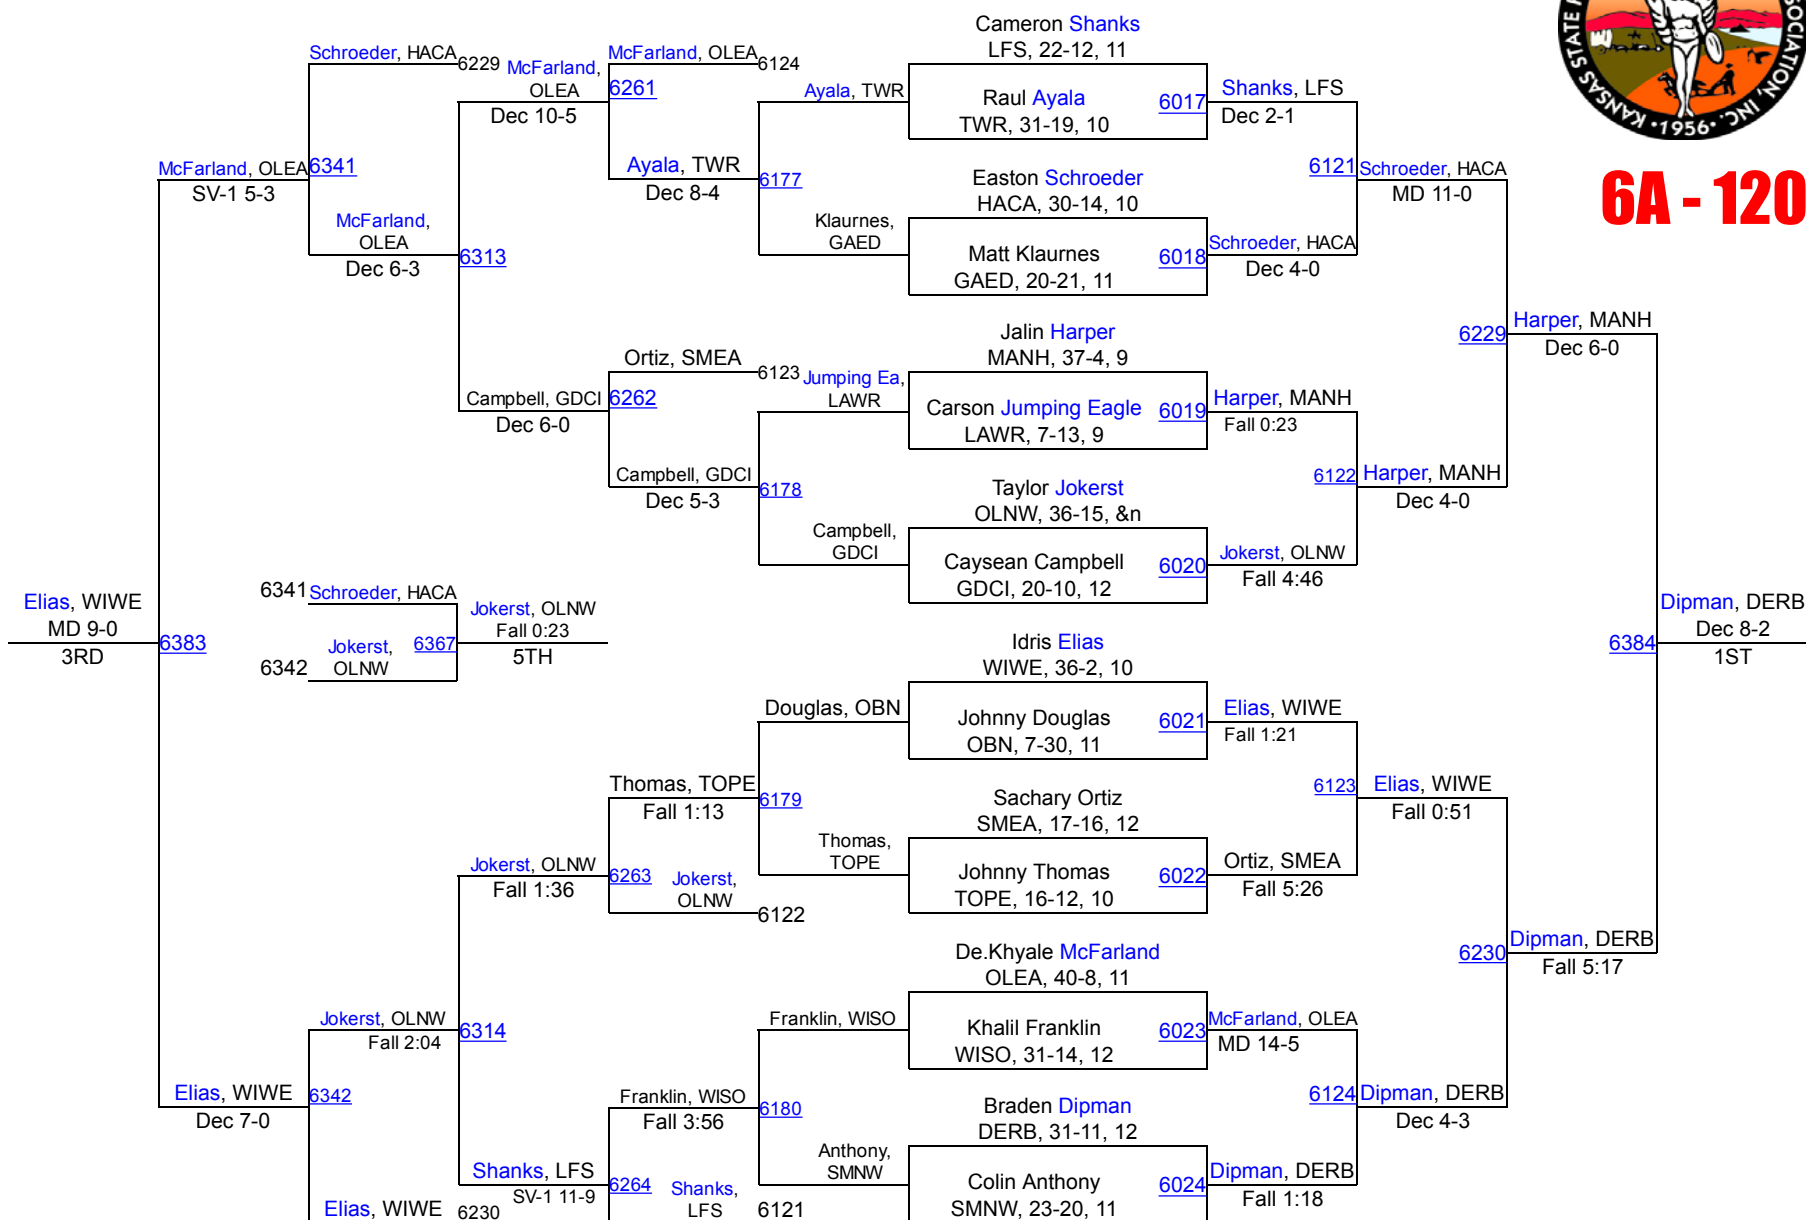 Cameron Shanks
LFS, 22-12, 11
Raul Ayala
TWR, 31-19, 10
6017
Easton Schroeder
HACA, 30-14, 10
Matt Klaurnes
GAED, 20-21, 11
6018
Jalin Harper
MANH, 37-4, 9
Carson Jumping Eagle
LAWR, 7-13, 9
6019
Taylor Jokerst
OLNW, 36-15, &n
Caysean Campbell
GDCI, 20-10, 12
6020
Idris Elias
WIWE, 36-2, 10
Johnny Douglas
OBN, 7-30, 11
6021
Sachary Ortiz
SMEA, 17-16, 12
Johnny Thomas
TOPE, 16-12, 10
6022
De.Khyale McFarland
OLEA, 40-8, 11
Khalil Franklin
WISO, 31-14, 12
6023
Braden Dipman
DERB, 31-11, 12
Colin Anthony
SMNW, 23-20, 11
6024
Shanks, LFS
Dec 2-1
6121
Schroeder, HACA
Dec 4-0
Harper, MANH
Fall 0:23
6122
Jokerst, OLNW
Fall 4:46
Elias, WIWE
Fall 1:21
6123
Ortiz, SMEA
Fall 5:26
McFarland, OLEA
MD 14-5
6124
Dipman, DERB
Fall 1:18
Schroeder, HACA
MD 11-0
6229
Harper, MANH
Dec 4-0
Elias, WIWE
Fall 0:51
6230
Dipman, DERB
Dec 4-3
Harper, MANH
Dec 6-0
6384
Dipman, DERB
Fall 5:17
Dipman, DERB
Dec 8-2
1ST
KANSAS STATE
SOCIATION, INC.
•1956•
6A - 120
Ayala, TWR
6177
Klaurnes,
GAED
Jumping Ea,
LAWR
6178
Campbell,
GDCI
Douglas, OBN
6179
Thomas,
TOPE
Franklin, WISO
6180
Anthony,
SMNW
McFarland, OLEA
6124
6261
Ayala, TWR
Dec 8-4
Ortiz, SMEA
6123
6262
Campbell, GDCI
Dec 5-3
Thomas, TOPE
Fall 1:13
6263
Jokerst,
OLNW
6122
Franklin, WISO
Fall 3:56
6264
Shanks,
LFS
6121
McFarland,
OLEA
Dec 10-5
6313
Campbell, GDCI
Dec 6-0
Jokerst, OLNW
Fall 1:36
6314
Shanks, LFS
SV-1 11-9
Schroeder, HACA
6229
6341
McFarland,
OLEA
Dec 6-3
Jokerst, OLNW
Fall 2:04
6342
Elias, WIWE
6230
McFarland, OLEA
SV-1 5-3
6383
Elias, WIWE
Dec 7-0
Elias, WIWE
MD 9-0
3RD
6341
Schroeder, HACA
6367
6342
Jokerst,
OLNW
Jokerst, OLNW
Fall 0:23
5TH